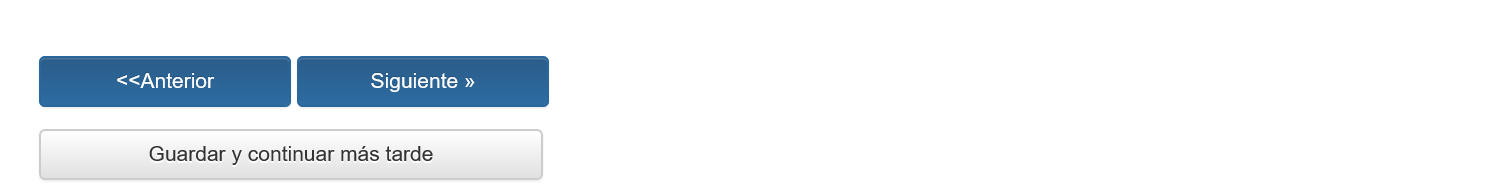 <<Anterior Siguiente »
Guardar y continuar más tarde